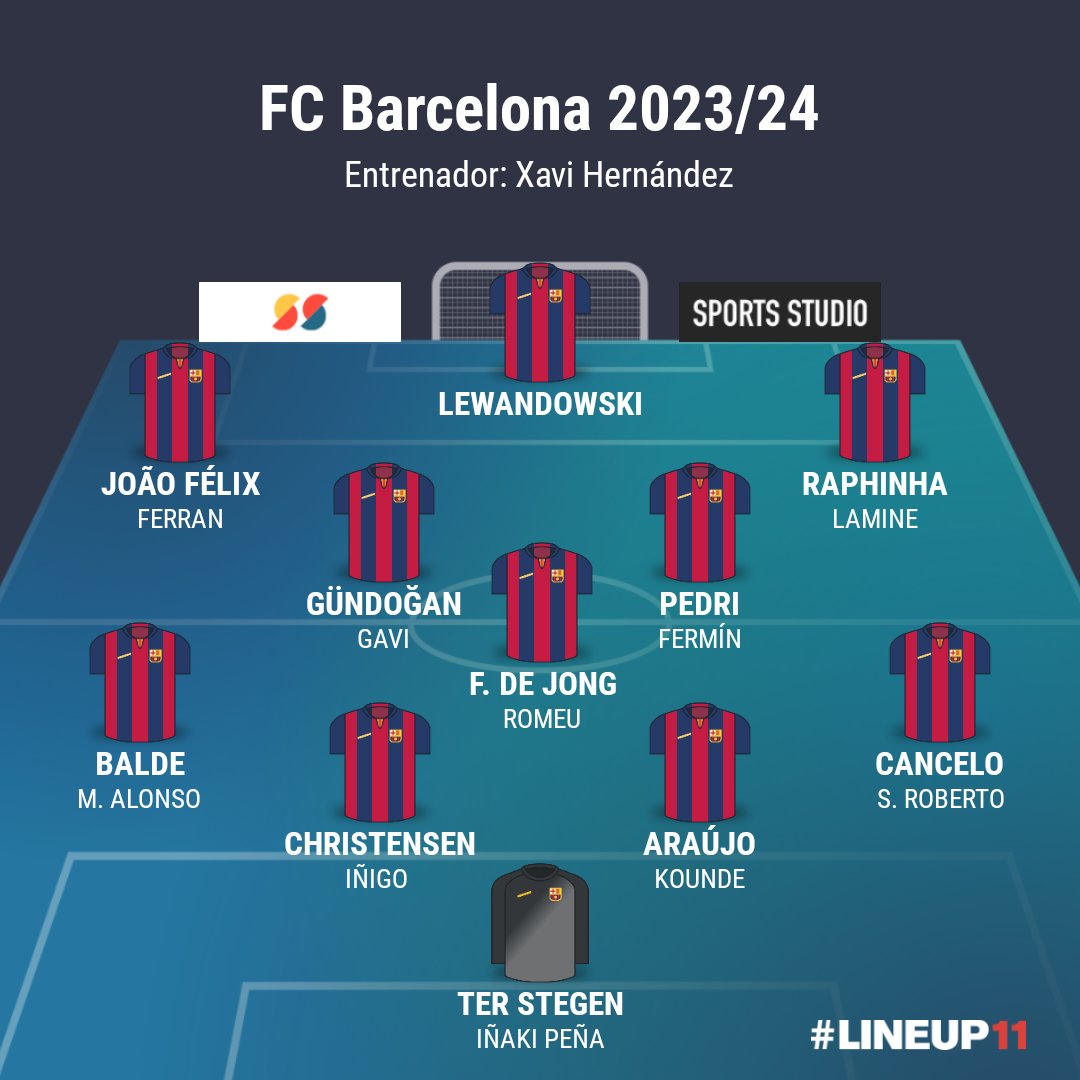 FC Barcelona 2023/24
Entrenador: Xavi Hernández
SPORTS STUDIO
LEWANDOWSKI
JOÃO FÉLIX
FERRAN
RAPHINHA
LAMINE
GÜNDOĞAN
GAVI
PEDRI
FERMÍN
F. DE JONG
ROMEU
BALDE
M. ALONSO
CANCELO
S. ROBERTO
CHRISTENSEN
IÑIGO
ARAÚJO
KOUNDE
TER STEGEN
IÑAKI PEÑA
#LINEUP11